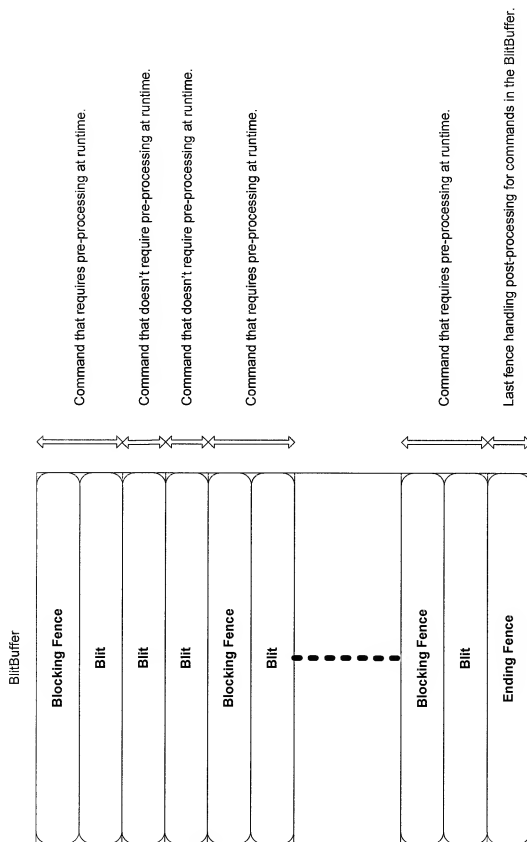 BlitBuffer
Blocking Fence
Blit
Blit
Blit
Blocking Fence
Blit
Blocking Fence
Blit
Ending Fence
Command that requires pre-processing at runtime.
Command that doesn't require pre-processing at runtime.
Command that doesn't require pre-processing at runtime.
Command that requires pre-processing at runtime.
Command that requires pre-processing at runtime.
Last fence handling post-processing for commands in the BlitBuffer.